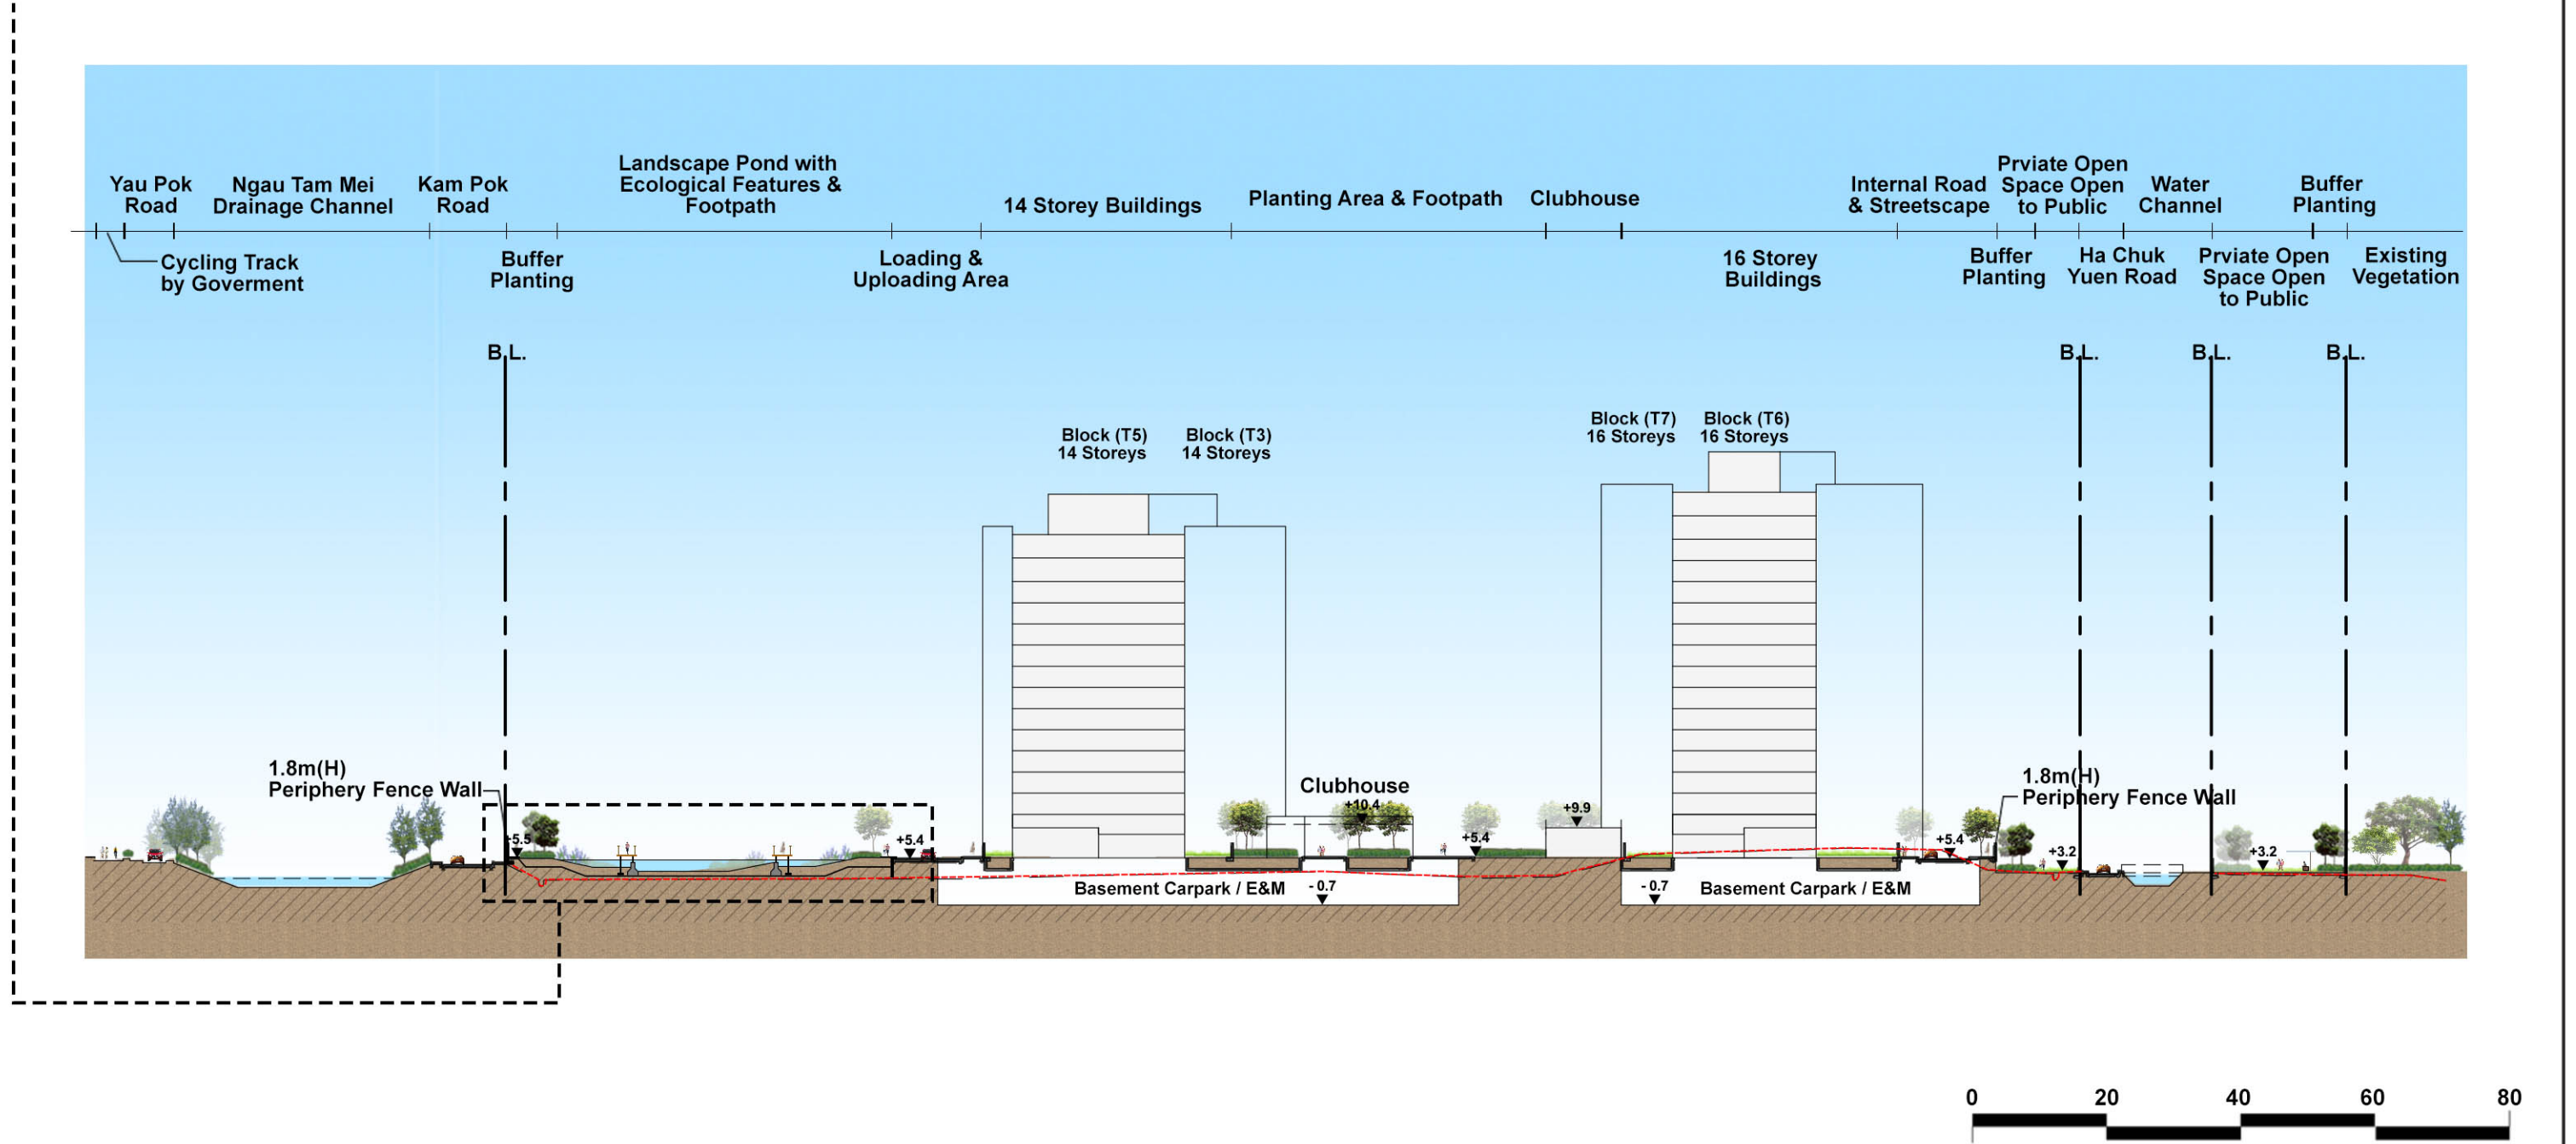 Yau Pok
Road
Ngau Tam Mei
Drainage Channel
Kam Pok
Road
Landscape Pond with
Ecological Features &
Footpath
14 Storey Buildings
Planting Area & Footpath
Clubhouse
Internal Road
& Streetscape
Prviate Open
Space Open
to Public
Water
Channel
Buffer
Planting
Cycling Track
by Goverment
Buffer
Planting
Loading &
Uploading Area
16 Storey
Buildings
Buffer
Planting
Ha Chuk
Yuen Road
Prviate Open
Space Open
to Public
Existing
Vegetation
B.L.
B.L.
B.L.
B.L.
Block (T5)
14 Storeys
Block (T3)
14 Storeys
Block (T7)
16 Storeys
Block (T6)
16 Storeys
1.8m(H)
Periphery Fence Wall
Clubhouse
+10.4
+9.9
1.8m(H)
Periphery Fence Wall
+5.5
+5.4
+5.4
+5.4
+3.2
+3.2
Basement Carpark / E&M
- 0.7
- 0.7
Basement Carpark / E&M
0 20 40 60 80